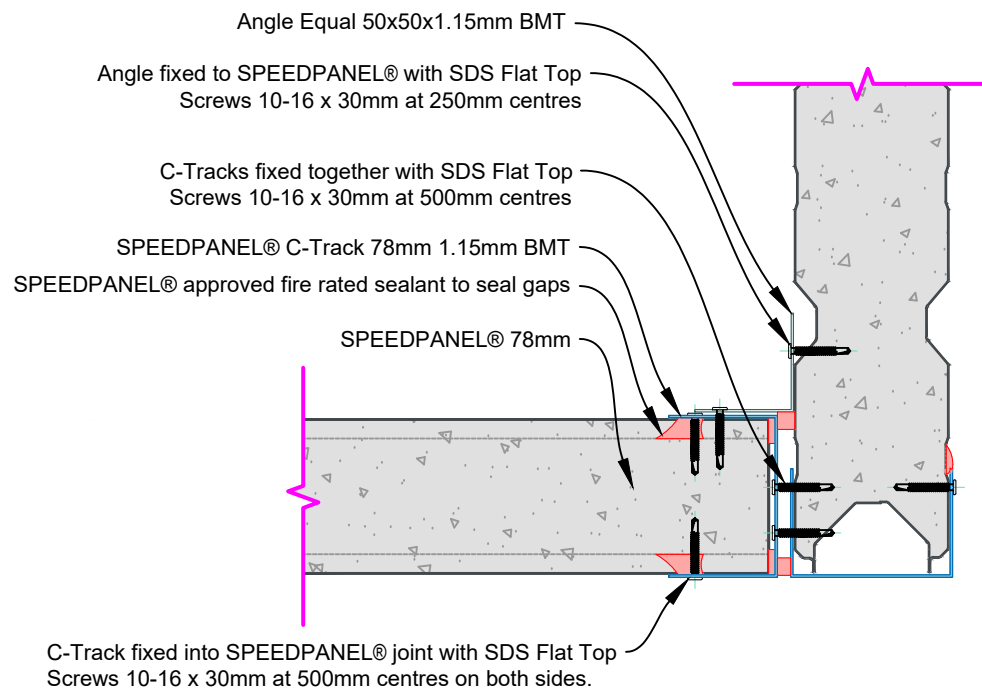 Angle Equal 50x50x1.15mm BMT
Angle fixed to SPEEDPANEL® with SDS Flat Top
Screws 10-16 x 30mm at 250mm centres
C-Tracks fixed together with SDS Flat Top
Screws 10-16 x 30mm at 500mm centres
SPEEDPANEL® C-Track 78mm 1.15mm BMT
SPEEDPANEL® approved fire rated sealant to seal gaps
SPEEDPANEL® 78mm
C-Track fixed into SPEEDPANEL® joint with SDS Flat Top
Screws 10-16 x 30mm at 500mm centres on both sides.